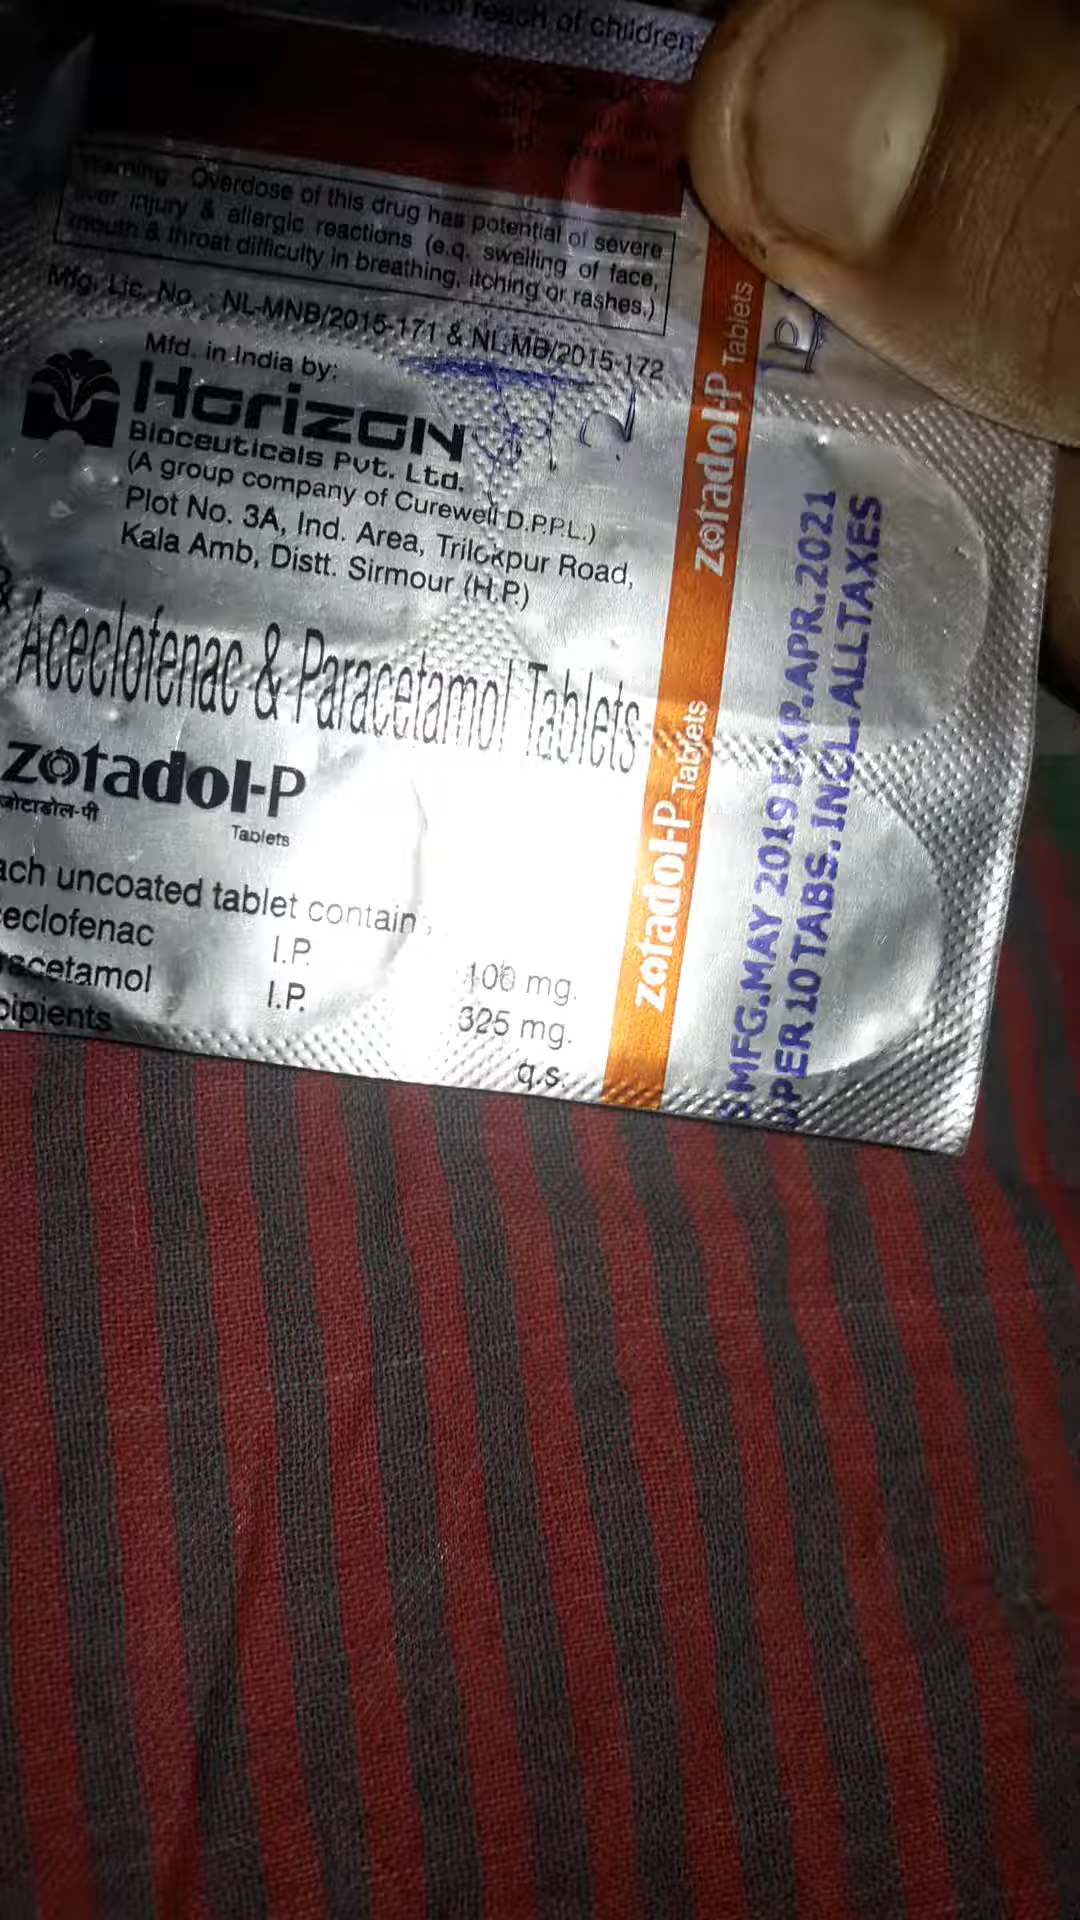 of reach of children.
Warning : Overdose of this drug has potential of severe
liver injury & allergic reactions (e.q. swelling of face,
mouth & throat difficulty in breathing, itching or rashes.)
Mfg. Lic. No. : NL-MNB/2015-171 & NL-MB/2015-172
Mfd. in India by:
HorizON
Bioceuticals Pvt. Ltd.
(A group company of Curewell D.P.P.L.)
Plot No. 3A, Ind. Area, Trilokpur Road,
Kala Amb, Distt. Sirmour (H.P.)
Aceclofenac & Paracetamol Tablets
zotadol-P
जोटाडोल-पी
Tablets
ach uncoated tablet contain
eclofenac I.P. 100 mg.
racetamol I.P. 325 mg.
cipients q.s.
zotadol-P Tablets
zotadol-P Tablets
MFG.MAY 2019 EXP.APR.2021
PER 10 TABS. INCL.ALLTAXES
2